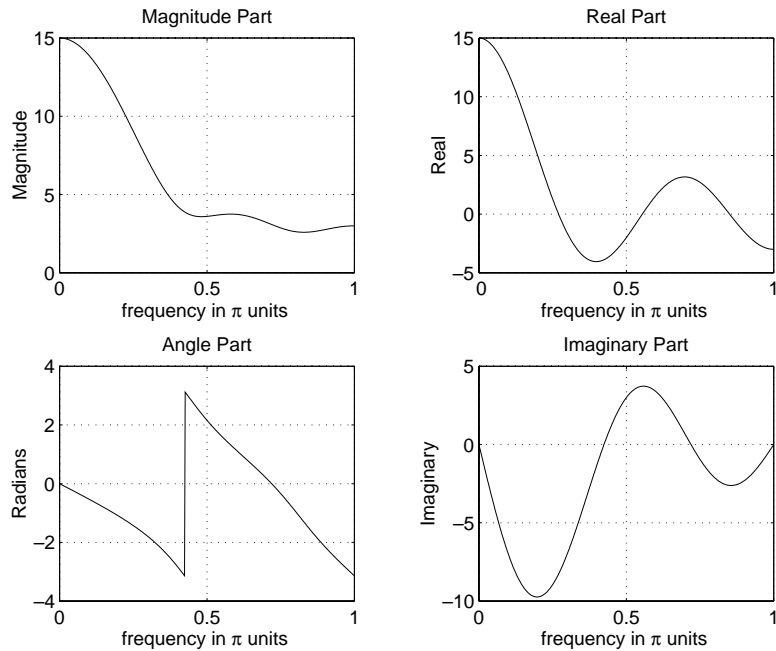 Magnitude Part
15
10
5
0
Magnitude
0
0.5
1
frequency in π units
Real Part
15
10
5
0
−5
Real
0
0.5
1
frequency in π units
Angle Part
4
2
0
−2
−4
Radians
0
0.5
1
frequency in π units
Imaginary Part
5
0
−5
−10
Imaginary
0
0.5
1
frequency in π units